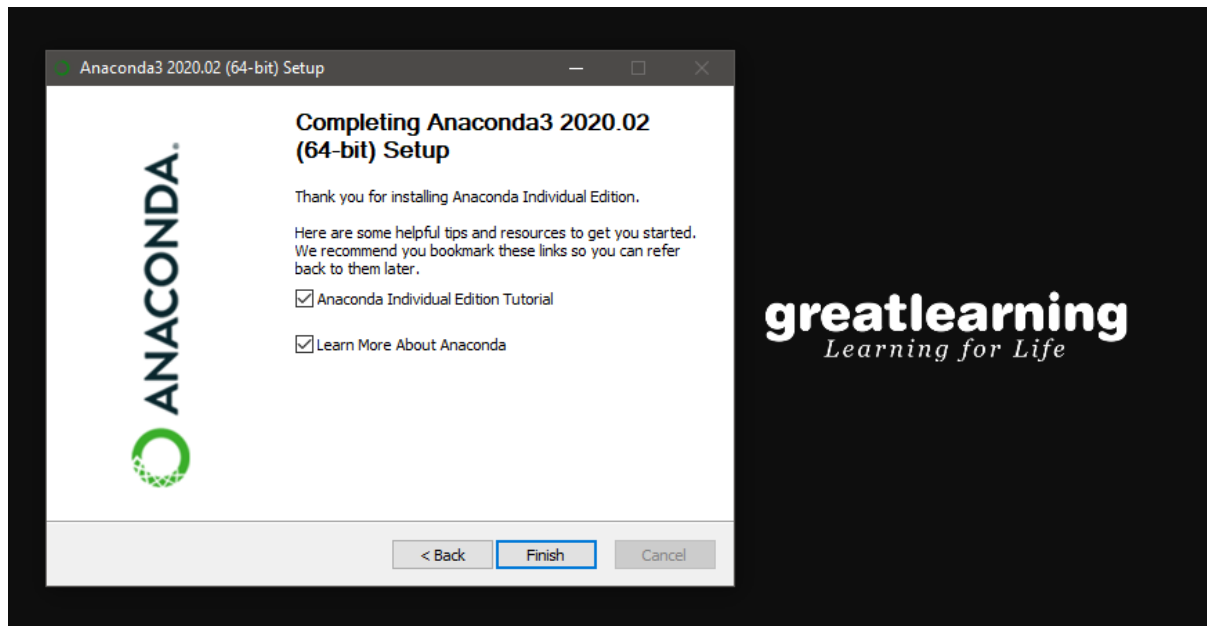 Anaconda3 2020.02 (64-bit) Setup
ANACONDA.
Completing Anaconda3 2020.02
(64-bit) Setup
Thank you for installing Anaconda Individual Edition.
Here are some helpful tips and resources to get you started.
We recommend you bookmark these links so you can refer
back to them later.
Anaconda Individual Edition Tutorial
Learn More About Anaconda
< Back
Finish
Cancel
greatlearning
Learning for Life